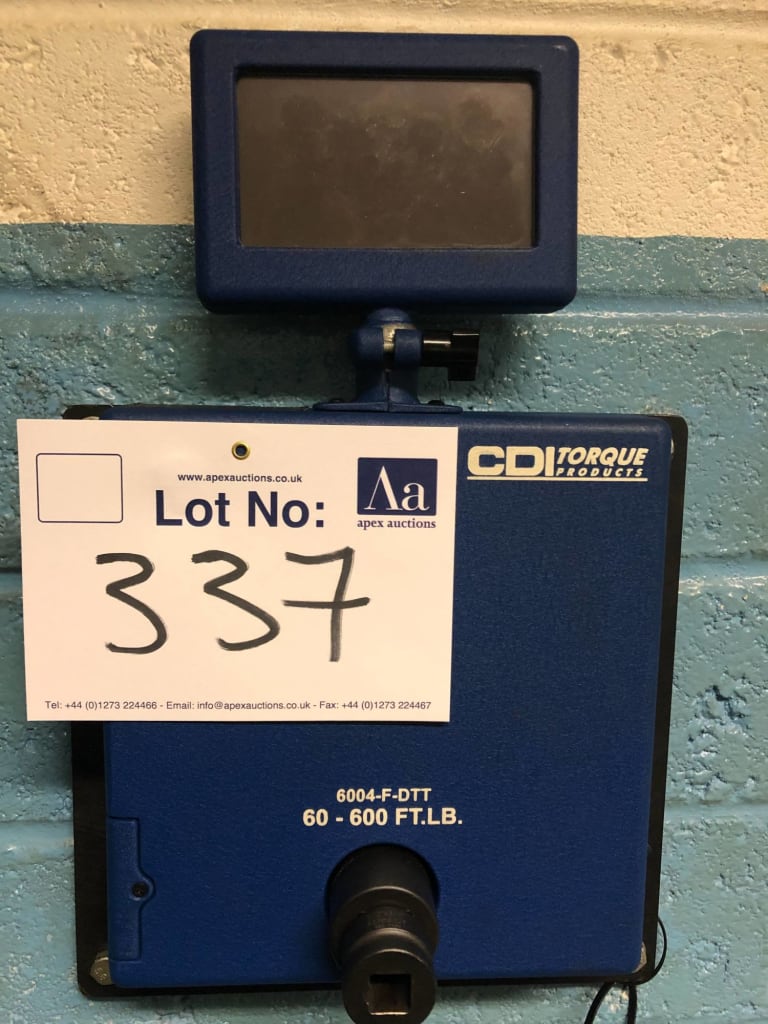 CDI TORQUE
PRODUCTS
www.apexauctions.co.uk
Lot No:
Aa
apex auctions
337
Tel: +44 (0)1273 224466 - Email: info@apexauctions.co.uk - Fax: +44 (0)1273 224467
6004-F-DTT
60 - 600 FT.LB.